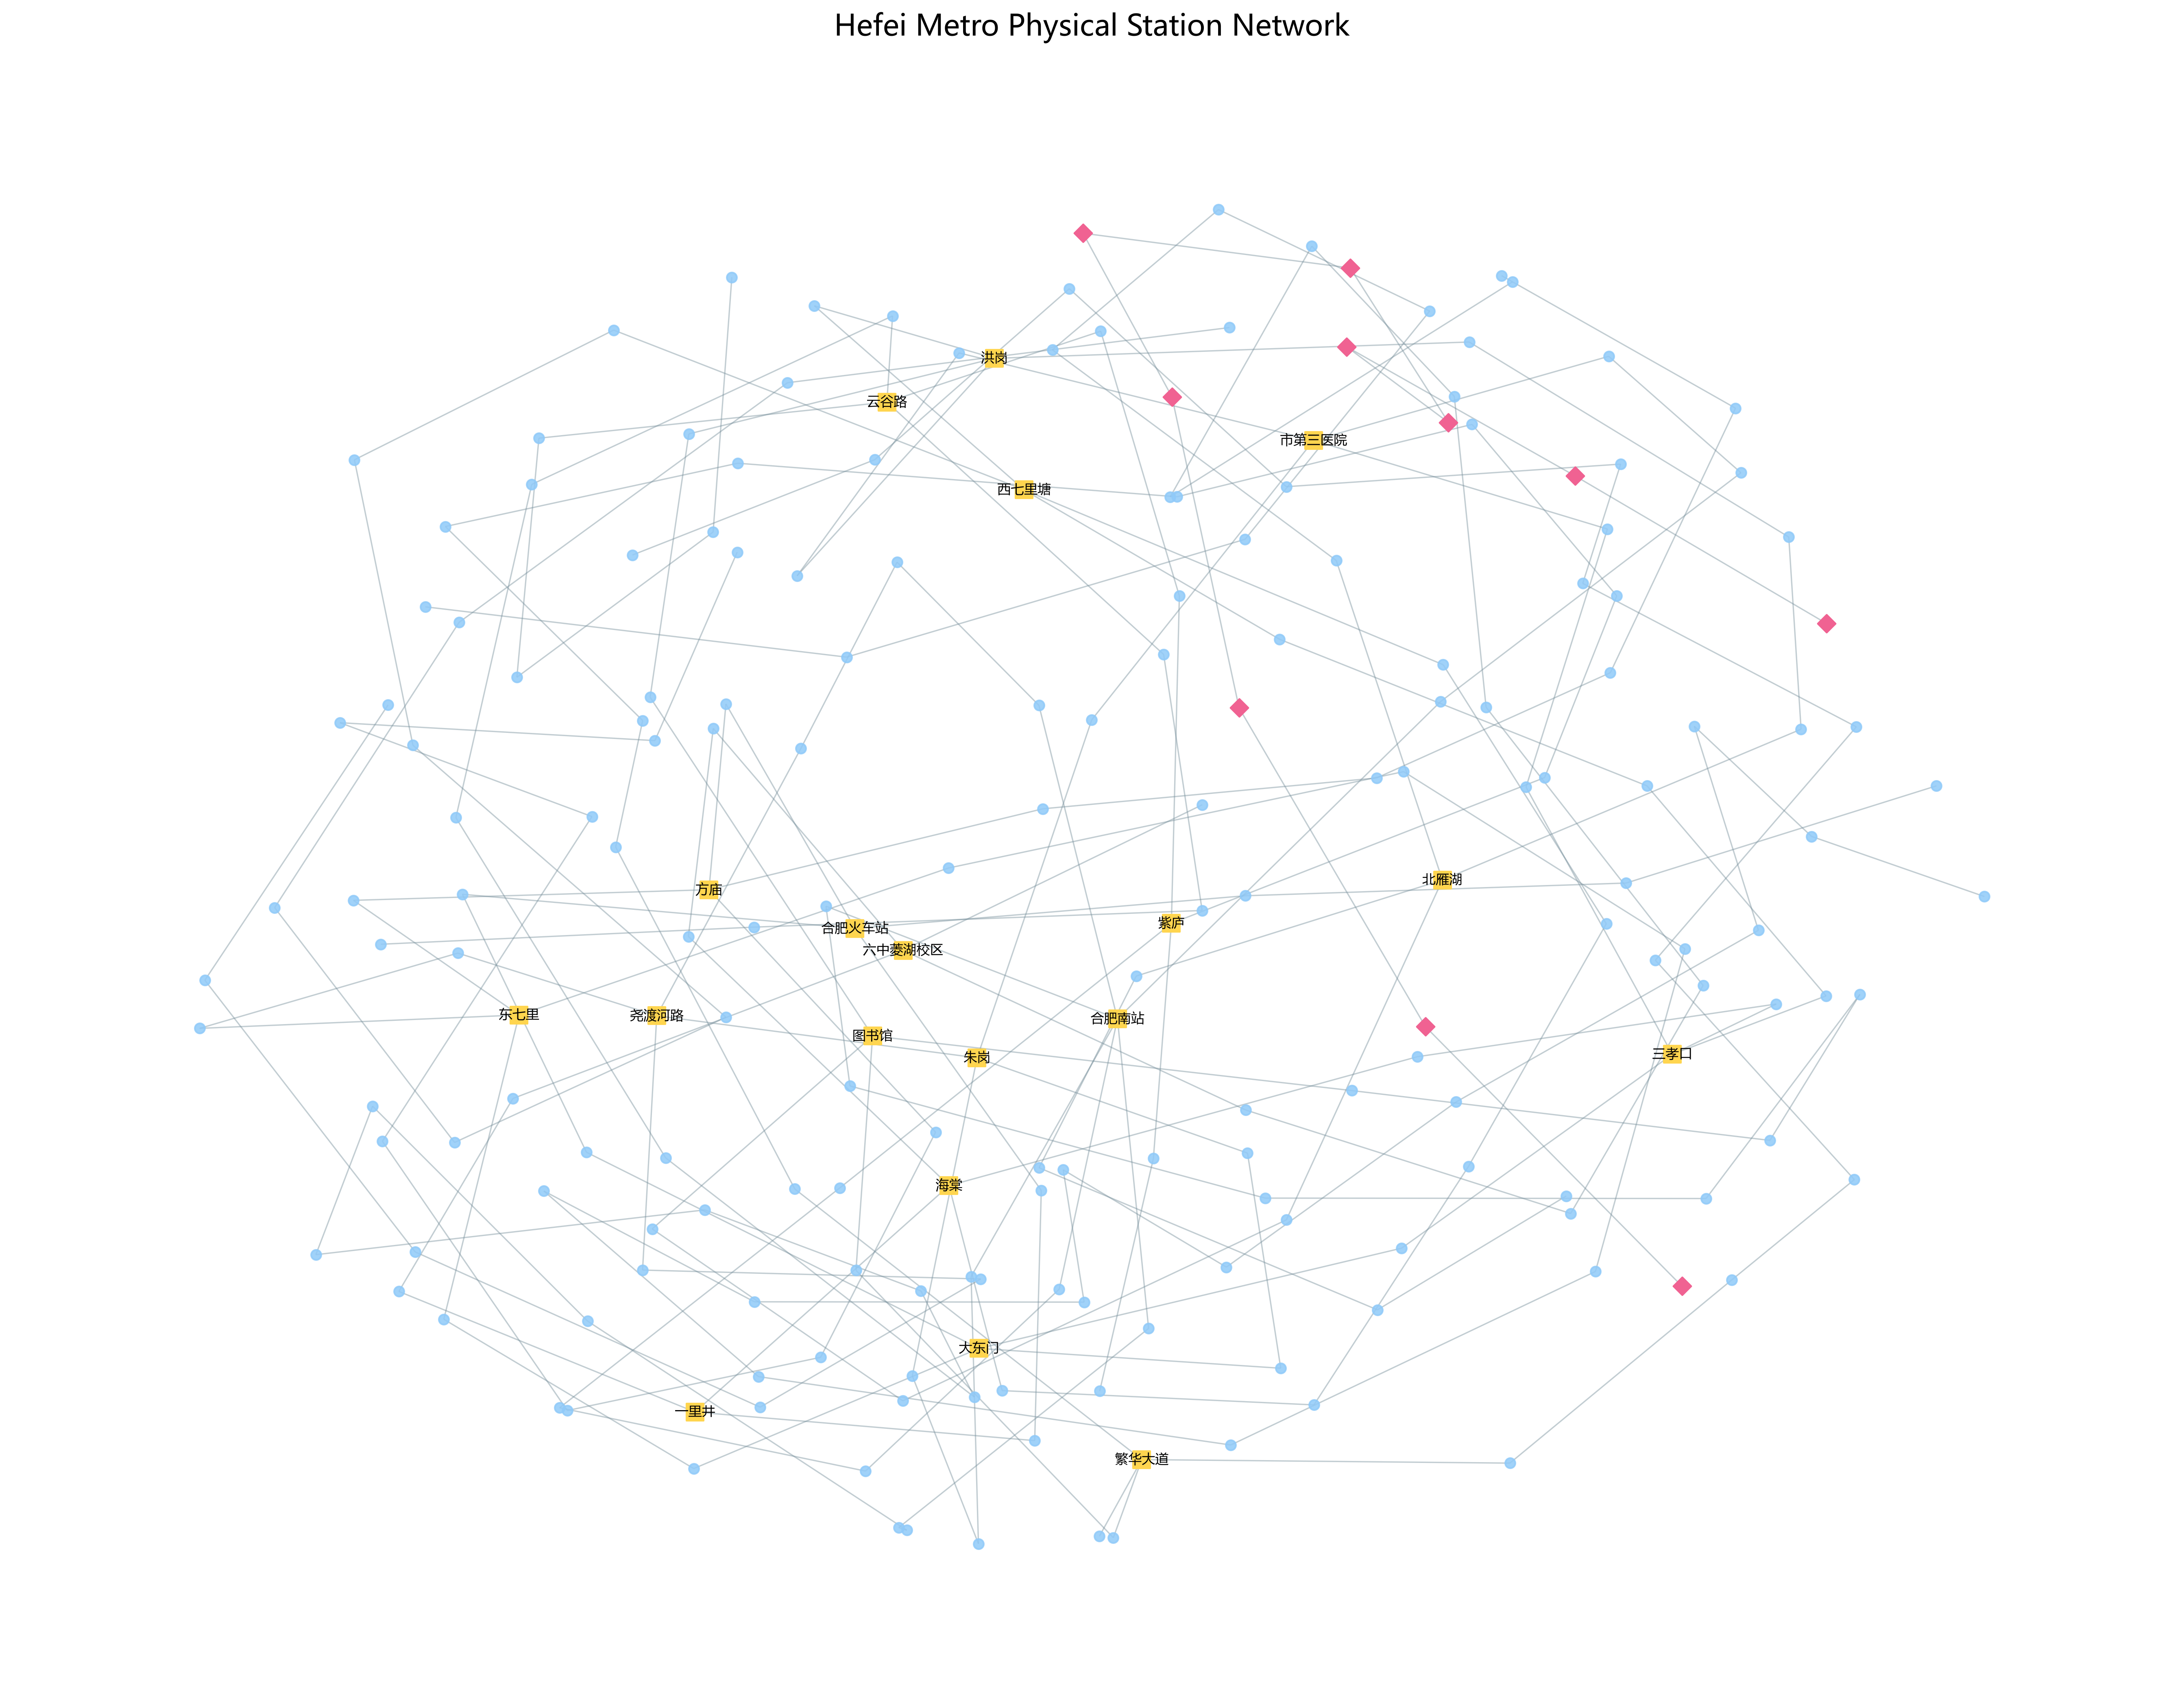 Hefei Metro Physical Station Network
洪岗
云谷路
市第三医院
西七里塘
方庙
北雁湖
合肥火车站
紫庐
六中菱湖校区
东七里
尧渡河路
合肥南站
图书馆
朱岗
三孝口
海棠
大东门
一里井
繁华大道